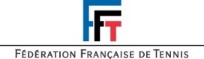 FFT
FÉDÉRATION FRANÇAISE DE TENNIS